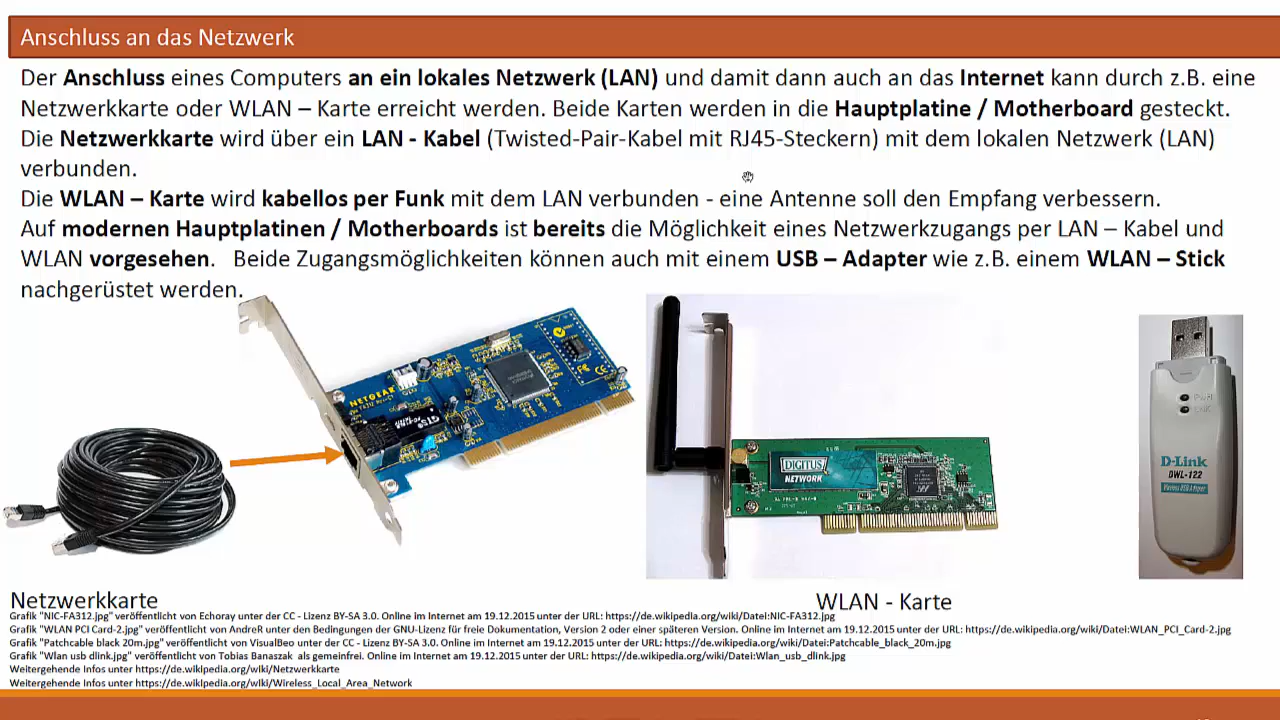 Anschluss an das Netzwerk
Der Anschluss eines Computers an ein lokales Netzwerk (LAN) und damit dann auch an das Internet kann durch z.B. eine
Netzwerkkarte oder WLAN – Karte erreicht werden. Beide Karten werden in die Hauptplatine / Motherboard gesteckt.
Die Netzwerkkarte wird über ein LAN - Kabel (Twisted-Pair-Kabel mit RJ45-Steckern) mit dem lokalen Netzwerk (LAN)
verbunden.
Die WLAN – Karte wird kabellos per Funk mit dem LAN verbunden - eine Antenne soll den Empfang verbessern.
Auf modernen Hauptplatinen / Motherboards ist bereits die Möglichkeit eines Netzwerkzugangs per LAN – Kabel und
WLAN vorgesehen. Beide Zugangsmöglichkeiten können auch mit einem USB – Adapter wie z.B. einem WLAN – Stick
nachgerüstet werden.
NETGEAR
GTS
DIGITUS
NETWORK
PWR
LINK
D-Link
DWL-122
Wireless USB Adapter
Netzwerkkarte
WLAN - Karte
Grafik "NIC-FA312.jpg" veröffentlicht von Echoray unter der CC - Lizenz BY-SA 3.0. Online im Internet am 19.12.2015 unter der URL: https://de.wikipedia.org/wiki/Datei:NIC-FA312.jpg
Grafik "WLAN PCI Card-2.jpg" veröffentlicht von AndreR unter den Bedingungen der GNU-Lizenz für freie Dokumentation, Version 2 oder einer späteren Version. Online im Internet am 19.12.2015 unter der URL: https://de.wikipedia.org/wiki/Datei:WLAN_PCI_Card-2.jpg
Grafik "Patchcable black 20m.jpg" veröffentlicht von VisualBeo unter der CC - Lizenz BY-SA 3.0. Online im Internet am 19.12.2015 unter der URL: https://de.wikipedia.org/wiki/Datei:Patchcable_black_20m.jpg
Grafik "Wlan usb dlink.jpg" veröffentlicht von Tobias Banaszak als gemeinfrei. Online im Internet am 19.12.2015 unter der URL: https://de.wikipedia.org/wiki/Datei:Wlan_usb_dlink.jpg
Weitergehende Infos unter https://de.wikipedia.org/wiki/Netzwerkkarte
Weitergehende Infos unter https://de.wikipedia.org/wiki/Wireless_Local_Area_Network